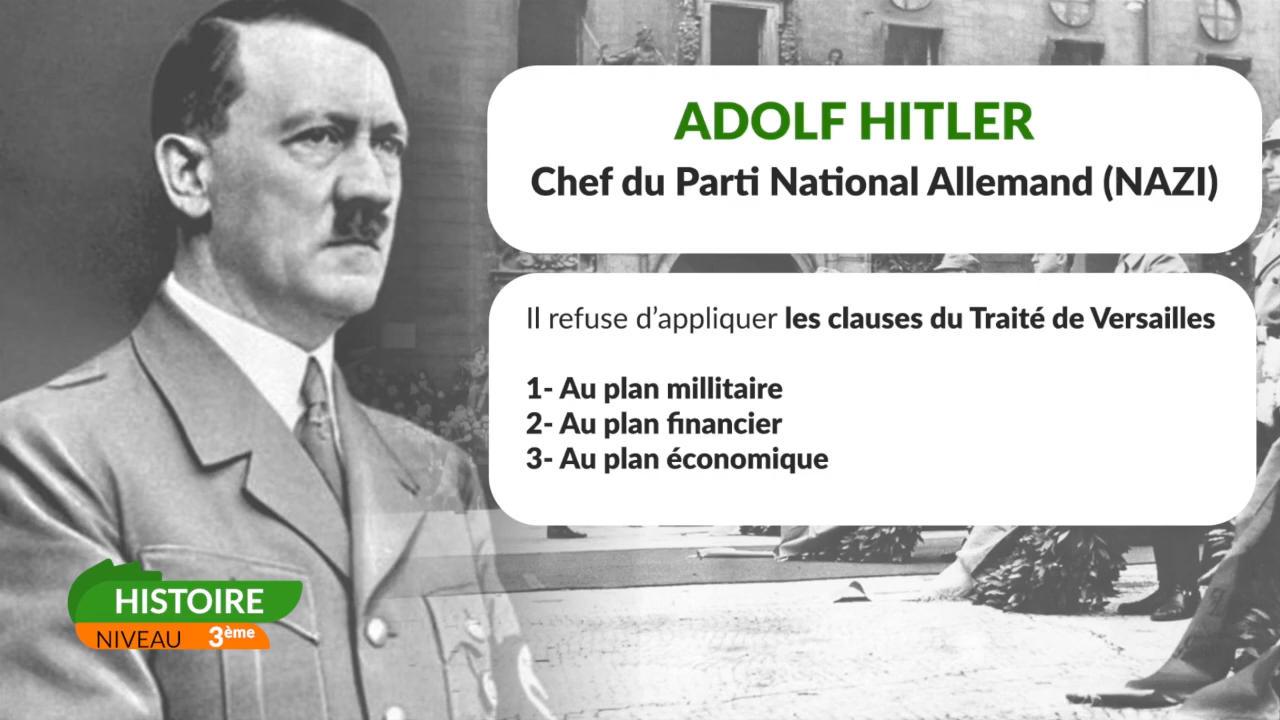 ADOLF HITLER
Chef du Parti National Allemand (NAZI)
Il refuse d'appliquer les clauses du Traité de Versailles
1- Au plan millitaire
2- Au plan financier
3- Au plan économique
HISTOIRE
NIVEAU 3ème